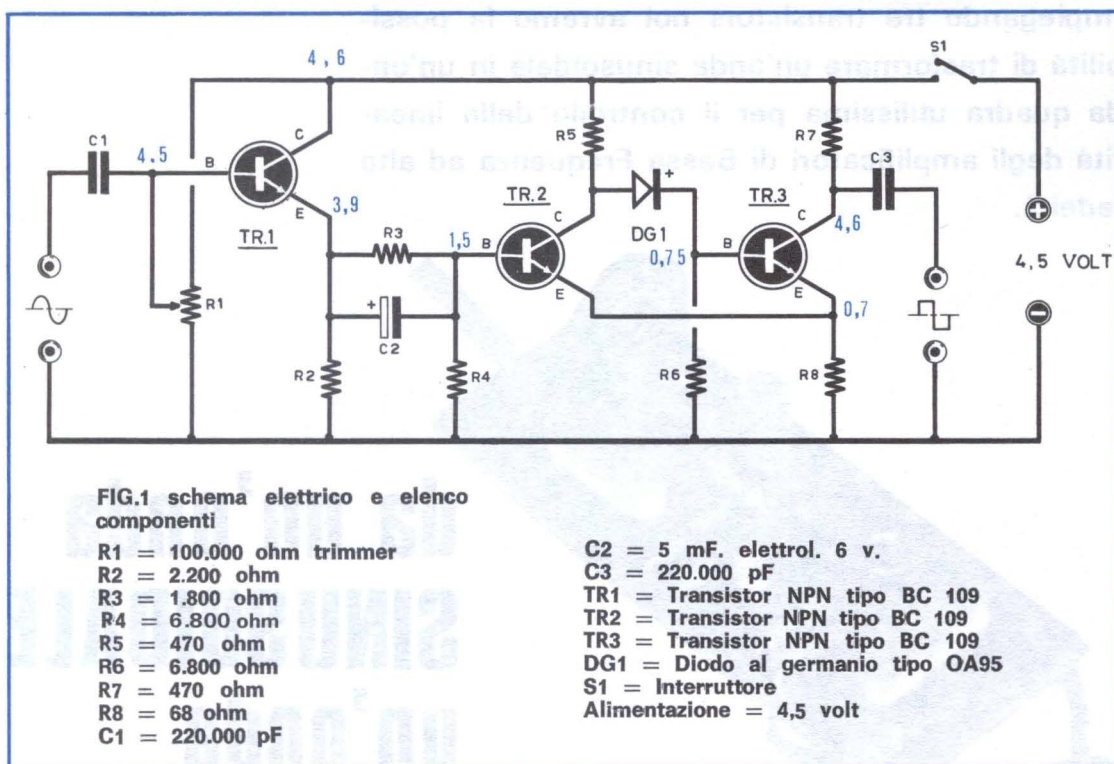 S1
4,6
C1
4.5
B
C
E
TR.1
3,9
R1
R3
1,5
+
C2
R2
R4
R5
TR.2
B
C
E
+
DG1
0,75
R7
C3
TR.3
B
C
E
4,6
0,7
R6
R8
+
4,5 VOLT
−
FIG.1 schema elettrico e elenco
componenti
R1 = 100.000 ohm trimmer
R2 = 2.200 ohm
R3 = 1.800 ohm
R4 = 6.800 ohm
R5 = 470 ohm
R6 = 6.800 ohm
R7 = 470 ohm
R8 = 68 ohm
C1 = 220.000 pF
C2 = 5 mF. elettrol. 6 v.
C3 = 220.000 pF
TR1 = Transistor NPN tipo BC 109
TR2 = Transistor NPN tipo BC 109
TR3 = Transistor NPN tipo BC 109
DG1 = Diodo al germanio tipo OA95
S1 = Interruttore
Alimentazione = 4,5 volt